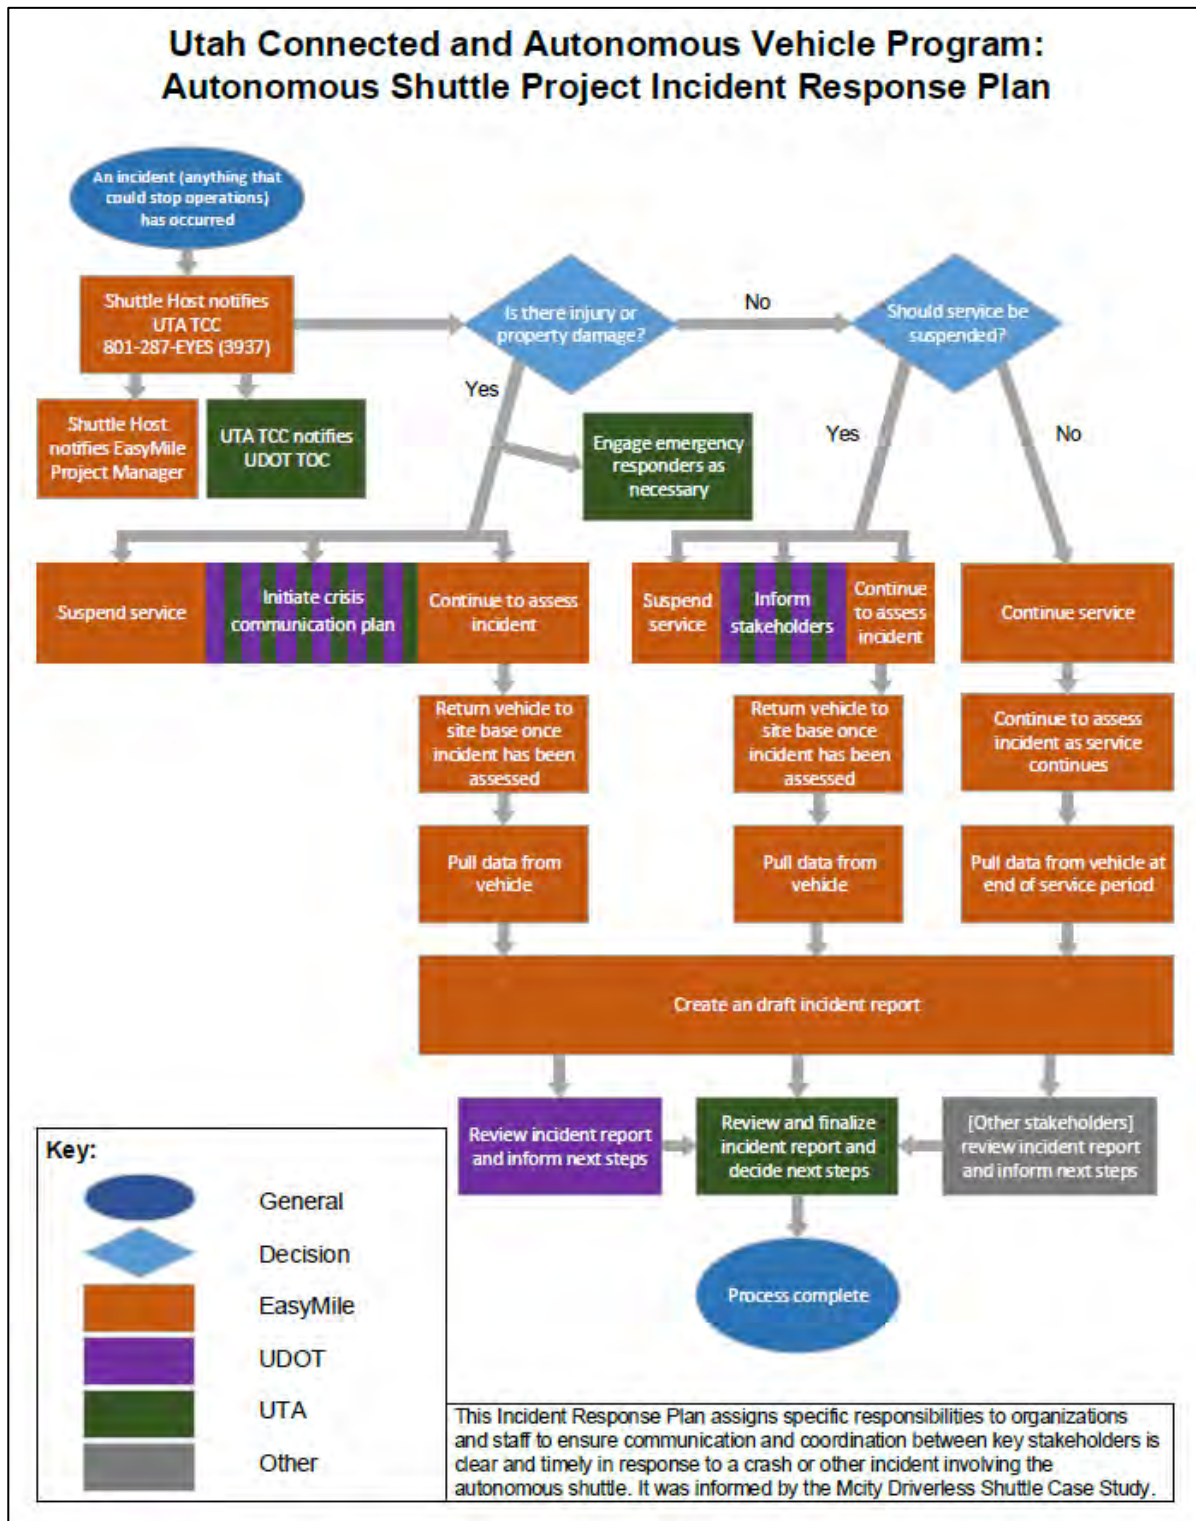 Utah Connected and Autonomous Vehicle Program:
Autonomous Shuttle Project Incident Response Plan
An incident (anything that
could stop operations)
has occurred
Shuttle Host notifies
UTA TCC
801-287-EYES (3937)
Is there injury or
property damage?
No
Should service be
suspended?
Yes
Shuttle Host
notifies EasyMile
Project Manager
UTA TCC notifies
UDOT TOC
Engage emergency
responders as
necessary
Yes
No
Suspend service
Initiate crisis
communication plan
Continue to assess
incident
Suspend
service
Inform
stakeholders
Continue
to assess
incident
Continue service
Return vehicle to
site base once
incident has been
assessed
Return vehicle to
site base once
incident has been
assessed
Continue to assess
incident as service
continues
Pull data from
vehicle
Pull data from
vehicle
Pull data from vehicle at
end of service period
Create an draft incident report
Review incident report
and inform next steps
Review and finalize
incident report and
decide next steps
[Other stakeholders]
review incident report
and inform next steps
Process complete
Key:
General
Decision
EasyMile
UDOT
UTA
Other
This Incident Response Plan assigns specific responsibilities to organizations
and staff to ensure communication and coordination between key stakeholders is
clear and timely in response to a crash or other incident involving the
autonomous shuttle. It was informed by the Mcity Driverless Shuttle Case Study.